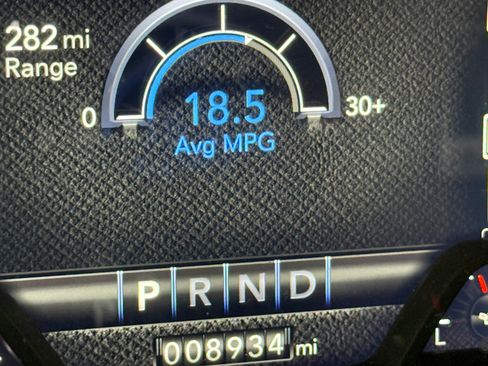 282 mi
Range
0
30+
18.5
Avg MPG
P R N D
008934 mi
L